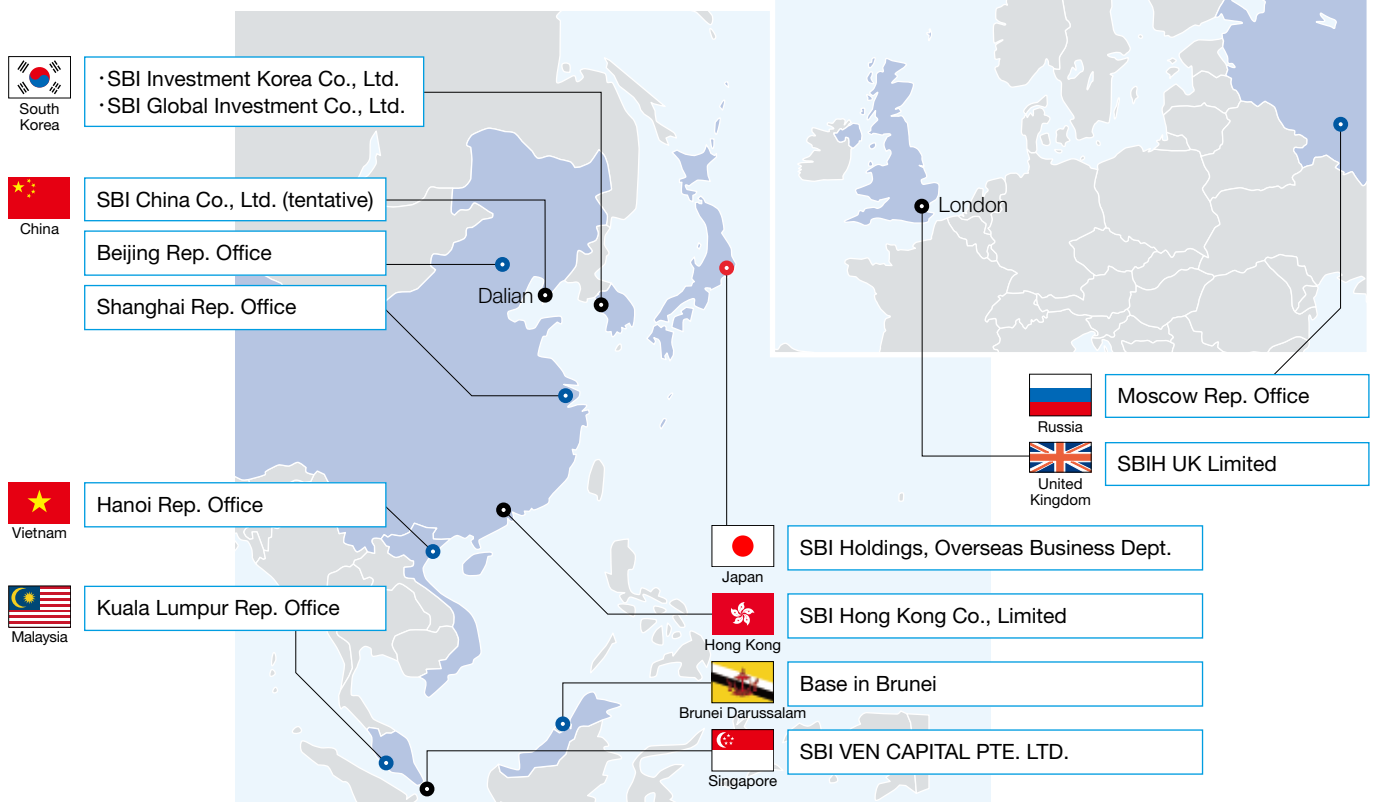 South
Korea
・SBI Investment Korea Co., Ltd.
・SBI Global Investment Co., Ltd.
China
SBI China Co., Ltd. (tentative)
Beijing Rep. Office
Shanghai Rep. Office
Dalian
London
Russia
Moscow Rep. Office
United
Kingdom
SBIH UK Limited
Vietnam
Hanoi Rep. Office
Malaysia
Kuala Lumpur Rep. Office
Japan
SBI Holdings, Overseas Business Dept.
Hong Kong
SBI Hong Kong Co., Limited
Brunei Darussalam
Base in Brunei
Singapore
SBI VEN CAPITAL PTE. LTD.